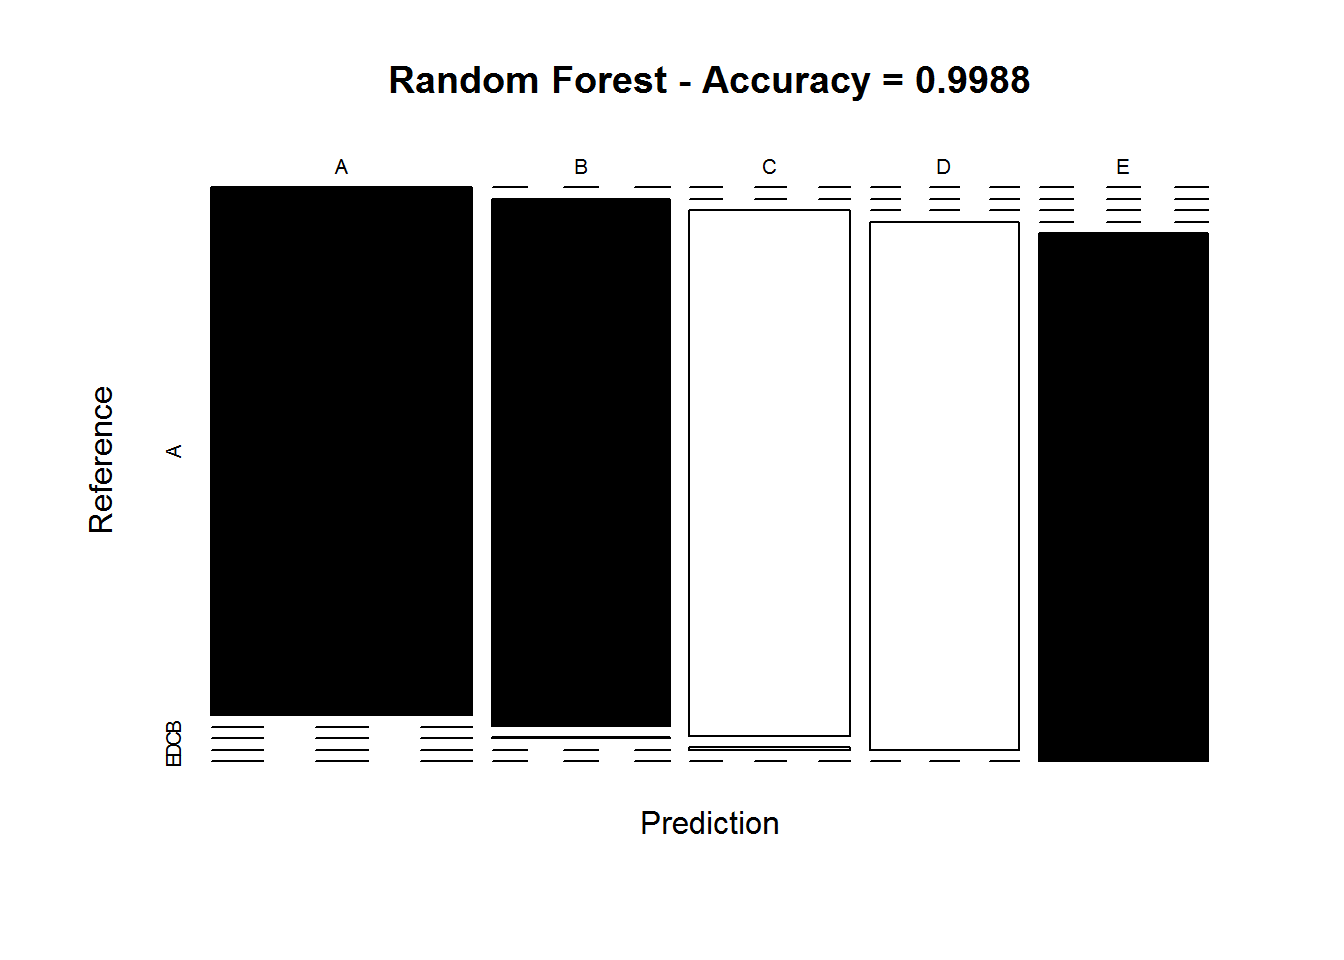 Random Forest - Accuracy = 0.9988
A B C D E
Reference
A
EDCB
Prediction